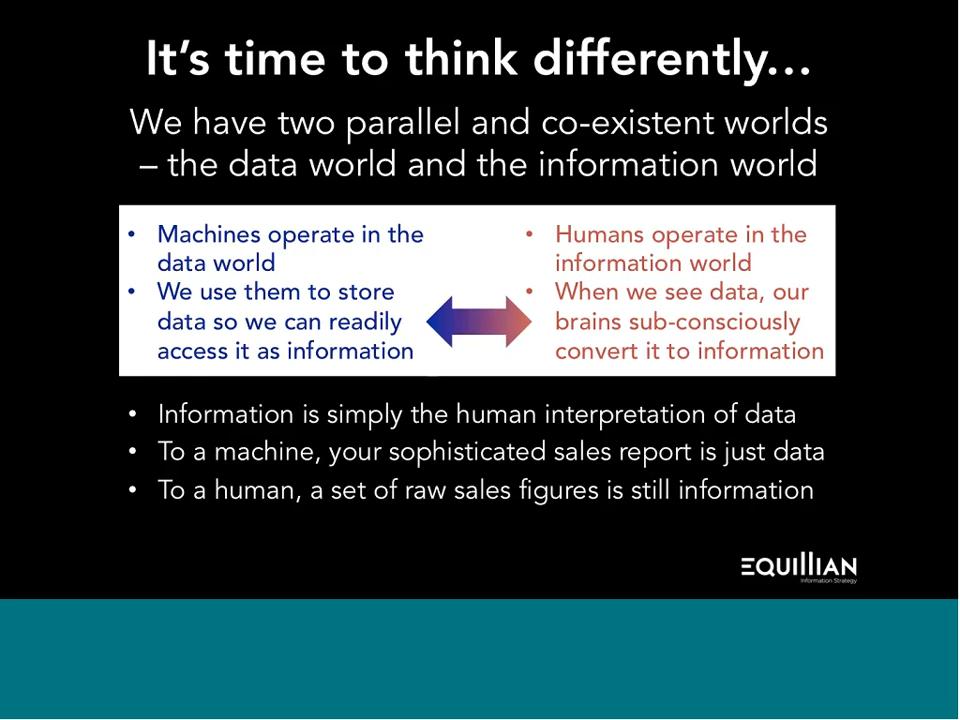 It's time to think differently...
We have two parallel and co-existent worlds
– the data world and the information world
• Machines operate in the
data world
• We use them to store
data so we can readily
access it as information
• Humans operate in the
information world
• When we see data, our
brains sub-consciously
convert it to information
• Information is simply the human interpretation of data
• To a machine, your sophisticated sales report is just data
• To a human, a set of raw sales figures is still information
EQUILLIAN
Information Strategy